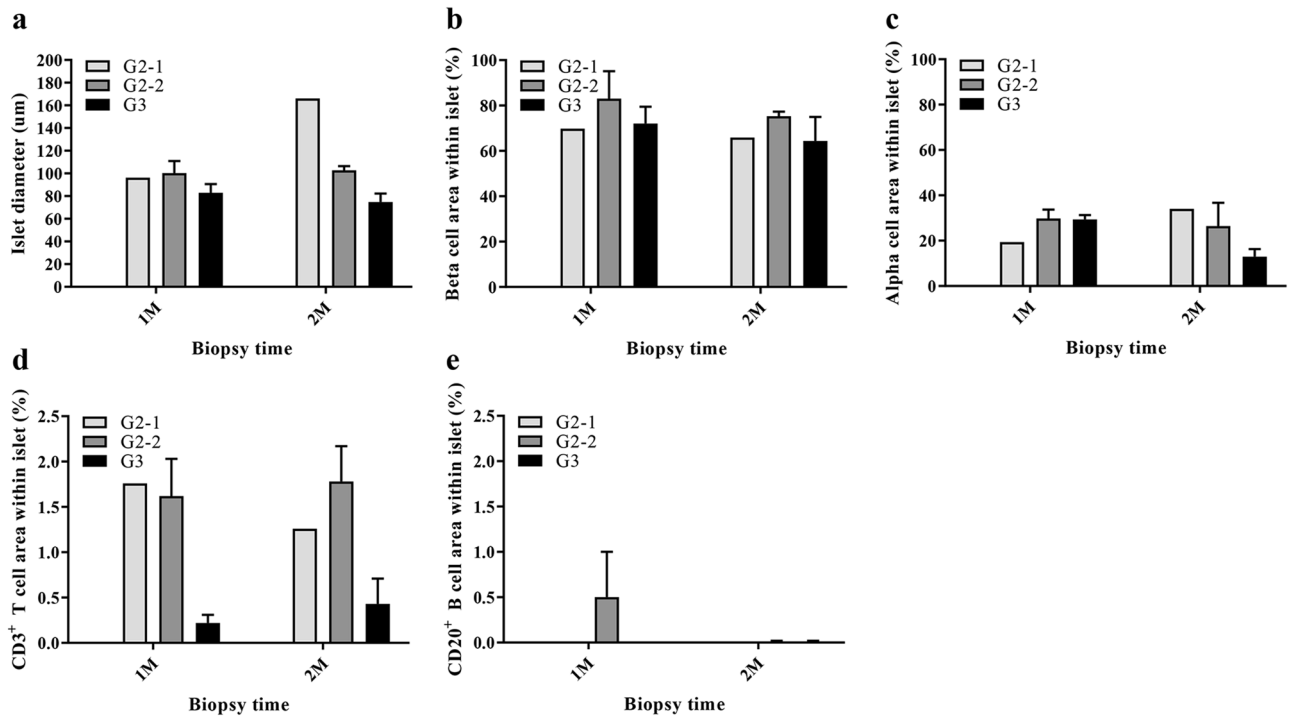 a
Islet diameter (um)
200
180
160
140
120
100
80
60
40
20
0
G2-1
G2-2
G3
1M
2M
Biopsy time
b
Beta cell area within islet (%)
100
80
60
40
20
0
G2-1
G2-2
G3
1M
2M
Biopsy time
c
Alpha cell area within islet (%)
100
80
60
40
20
0
G2-1
G2-2
G3
1M
2M
Biopsy time
d
CD3+ T cell area within islet (%)
2.5
2.0
1.5
1.0
0.5
0.0
G2-1
G2-2
G3
1M
2M
Biopsy time
e
CD20+ B cell area within islet (%)
2.5
2.0
1.5
1.0
0.5
0.0
G2-1
G2-2
G3
1M
2M
Biopsy time